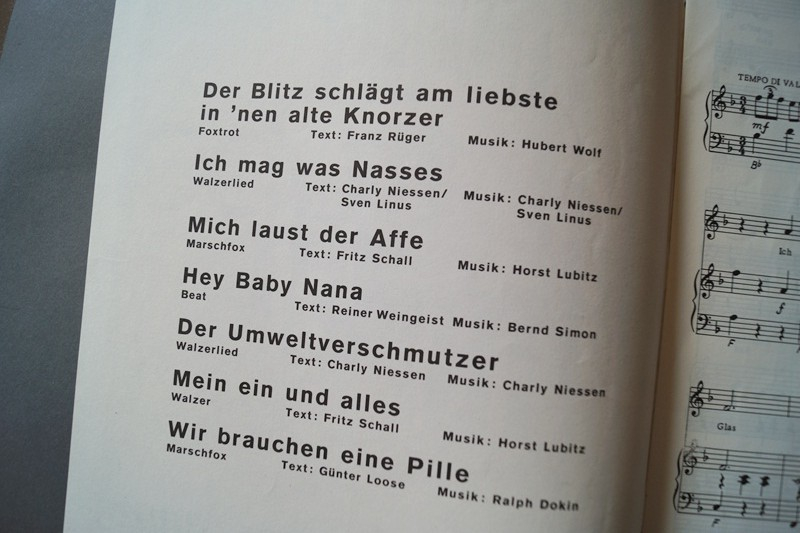 Der Blitz schlägt am liebste
in ’nen alte Knorzer
Foxtrot Text: Franz Rüger Musik: Hubert Wolf
Ich mag was Nasses
Walzerlied Text: Charly Niessen/ Musik: Charly Niessen/
Sven Linus Sven Linus
Mich laust der Affe
Marschfox Text: Fritz Schall Musik: Horst Lubitz
Hey Baby Nana
Beat Text: Reiner Weingeist Musik: Bernd Simon
Der Umweltverschmutzer
Walzerlied Text: Charly Niessen Musik: Charly Niessen
Mein ein und alles
Walzer Text: Fritz Schall Musik: Horst Lubitz
Wir brauchen eine Pille
Marschfox Text: Günter Loose Musik: Ralph Dokin
TEMPO DI VAL
mf
Bb
Ich
f
F
Glas
F